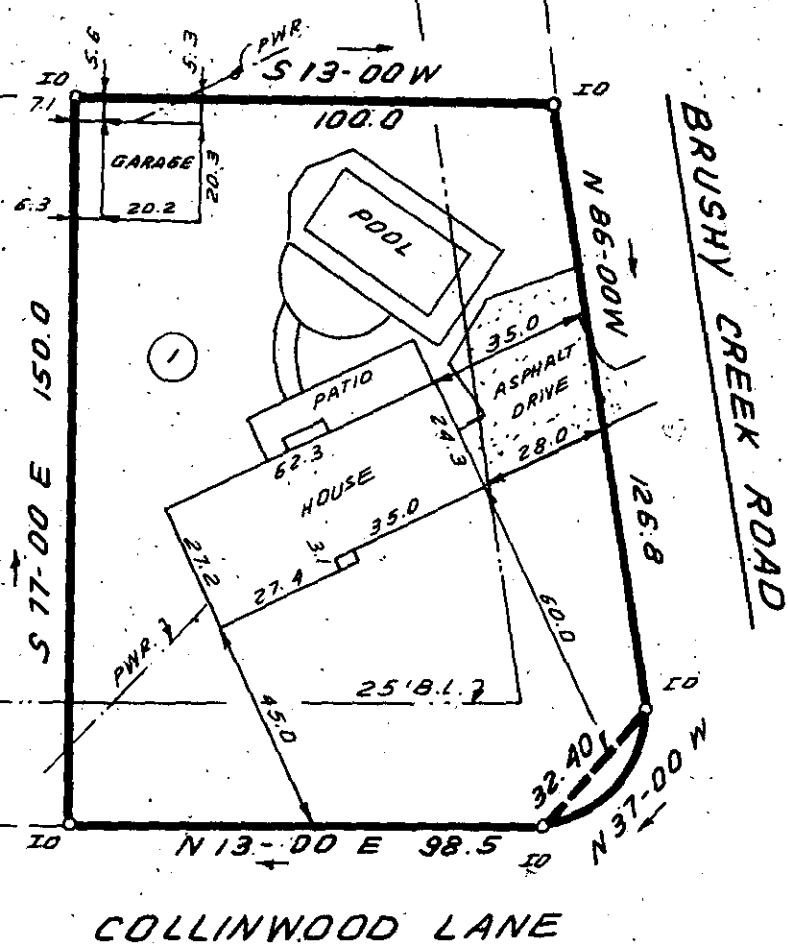 PWR.
5.6
5.3
S 13-00 W
IO
IO
7.1
100.0
GARAGE
20.3
6.3
20.2
POOL
N 86-00W
BRUSHY CREEK ROAD
150.0
S 77-00 E
1
35.0
PATIO
ASPHALT
DRIVE
24.3
28.0
62.3
HOUSE
35.0
126.8
27.2
3.1
27.4
60.0
PWR.
25' B.L.
45.0
IO
32.40
N 37-00 W
IO
N 13-00 E 98.5
IO
COLLINWOOD LANE